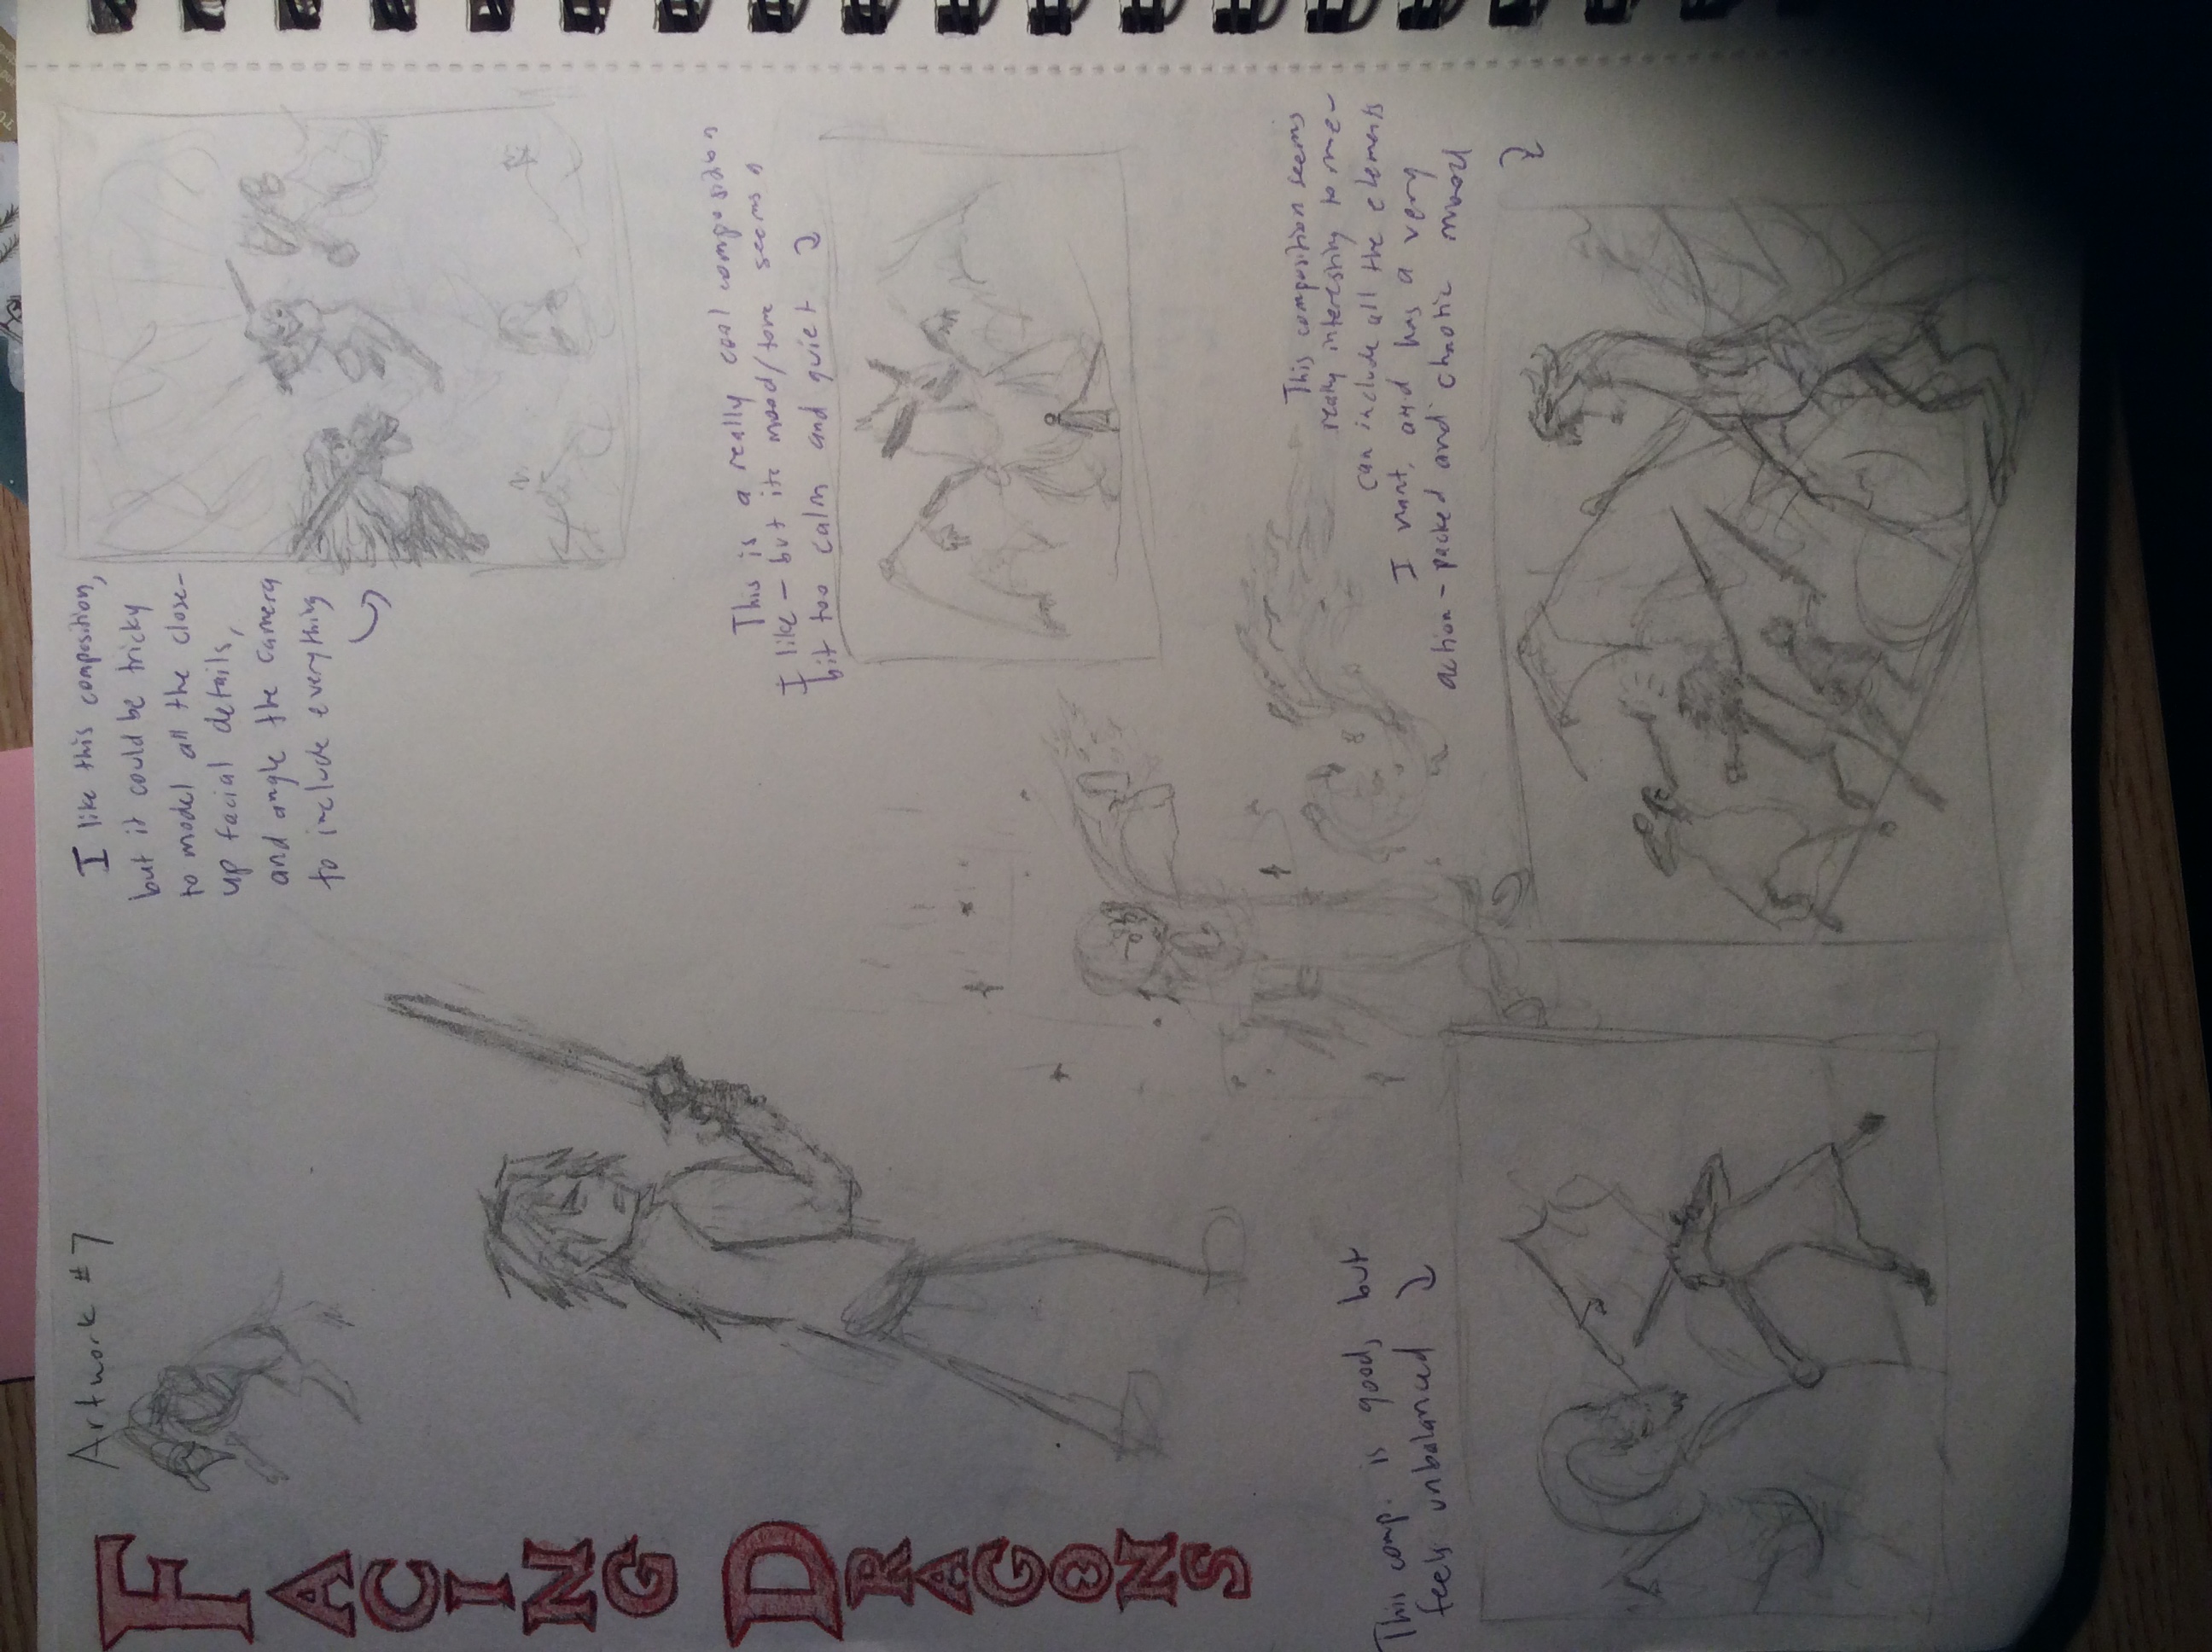 FACING DRAGONS
Artwork #7
I like this composition,
but it could be tricky
to model all the close-
up facial details,
and angle the camera
to include everything
This is a really cool composition
I like - but its mood/tone seems a
bit too calm and quiet
This composition seems
really interesting to me-
can include all the elements
I want, and has a very
action-packed and chaotic mood
This comp. is good, but
feels unbalanced